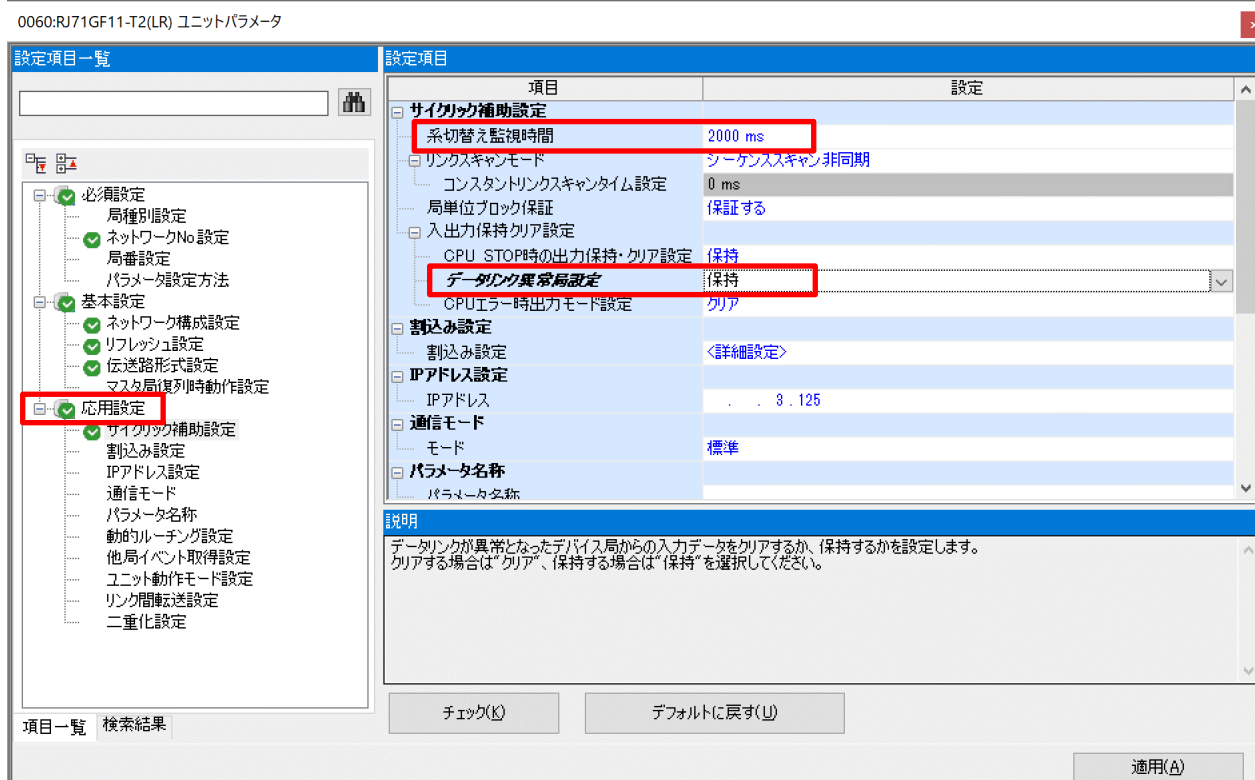 0060:RJ71GF11-T2(LR) ユニットパラメータ
設定項目一覧
必須設定
局種別設定
ネットワークNo設定
局番設定
パラメータ設定方法
基本設定
ネットワーク構成設定
リフレッシュ設定
伝送路形式設定
マスタ局復列時動作設定
応用設定
サイクリック補助設定
割込み設定
IPアドレス設定
通信モード
パラメータ名称
動的ルーチング設定
他局イベント取得設定
ユニット動作モード設定
リンク間転送設定
二重化設定
項目一覧 検索結果
設定項目
項目 設定
サイクリック補助設定
系切替え監視時間 2000 ms
リンクスキャンモード シーケンススキャン非同期
コンスタントリンクスキャンタイム設定 0 ms
局単位ブロック保証 保証する
入出力保持クリア設定
CPU STOP時の出力保持・クリア設定 保持
データリンク異常局設定 保持
CPUエラー時出力モード設定 クリア
割込み設定
割込み設定 <詳細設定>
IPアドレス設定
IPアドレス . . 3 . 125
通信モード
モード 標準
パラメータ名称
パラメータ名称
説明
データリンクが異常となったデバイス局からの入力データをクリアするか、保持するかを設定します。
クリアする場合は"クリア"、保持する場合は"保持"を選択してください。
チェック(K) デフォルトに戻す(U)
適用(A)